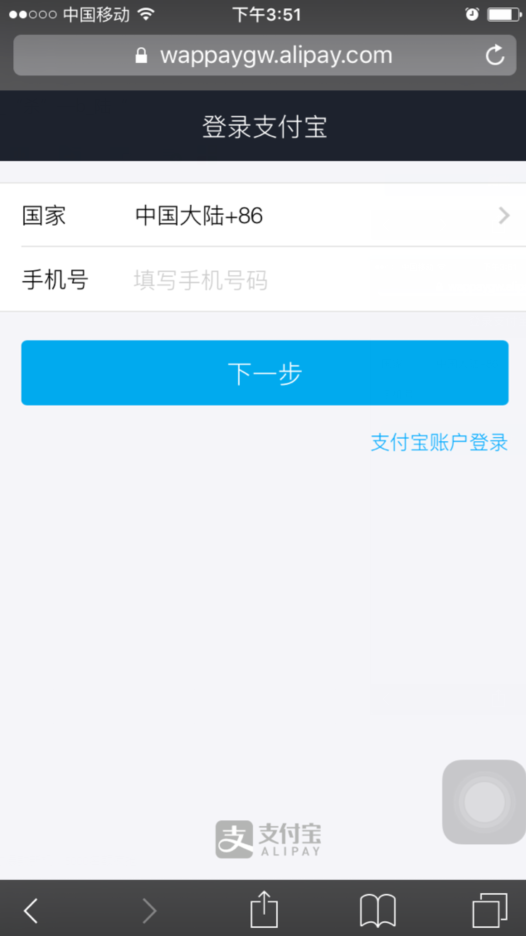 中国移动 下午3:51
wappaygw.alipay.com
登录支付宝
国家 中国大陆+86
手机号 填写手机号码
下一步
支付宝账户登录
支 支付宝
ALIPAY